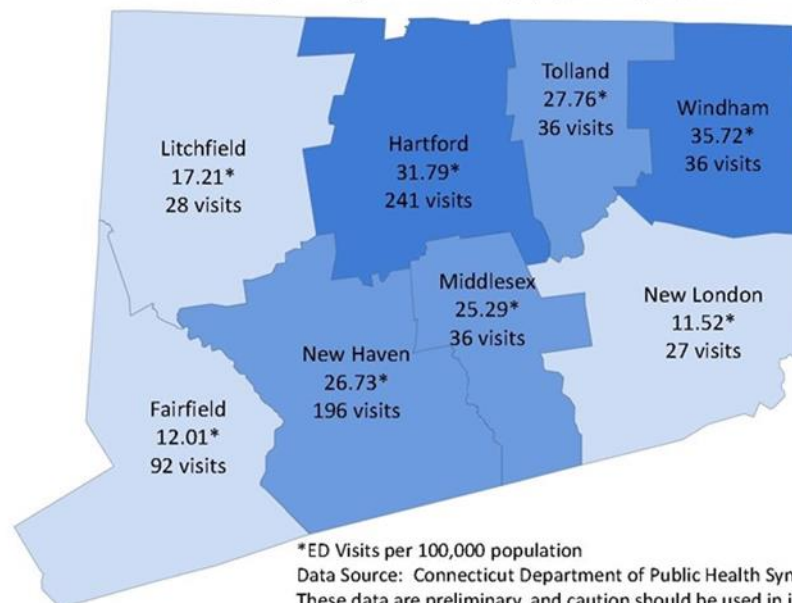 Tolland
27.76*
36 visits
Windham
35.72*
36 visits
Hartford
31.79*
241 visits
Litchfield
17.21*
28 visits
Middlesex
25.29*
36 visits
New London
11.52*
27 visits
New Haven
26.73*
196 visits
Fairfield
12.01*
92 visits
*ED Visits per 100,000 population
Data Source: Connecticut Department of Public Health Syn
These data are preliminary, and caution should be used in i